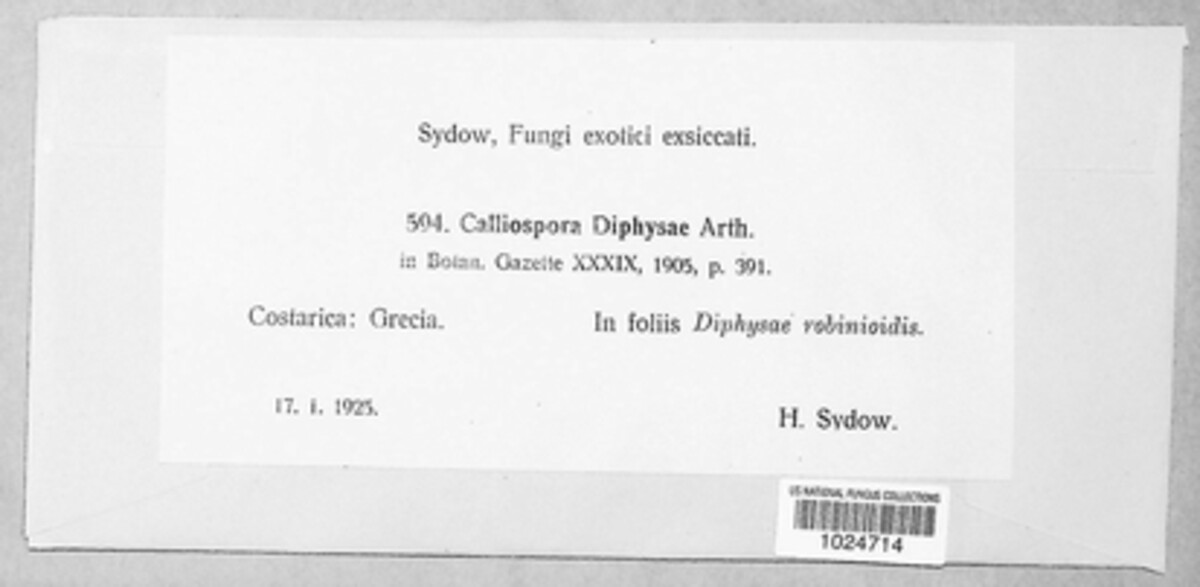 Sydow, Fungi exotici exsiccati.
594. Calliospora Diphysae Arth.
in Botan. Gazette XXXIX, 1905, p. 391.
Costarica: Grecia.
In foliis Diphysae robinioidis.
17. i. 1925.
H. Sydow.
US NATIONAL FUNGUS COLLECTIONS
1024714